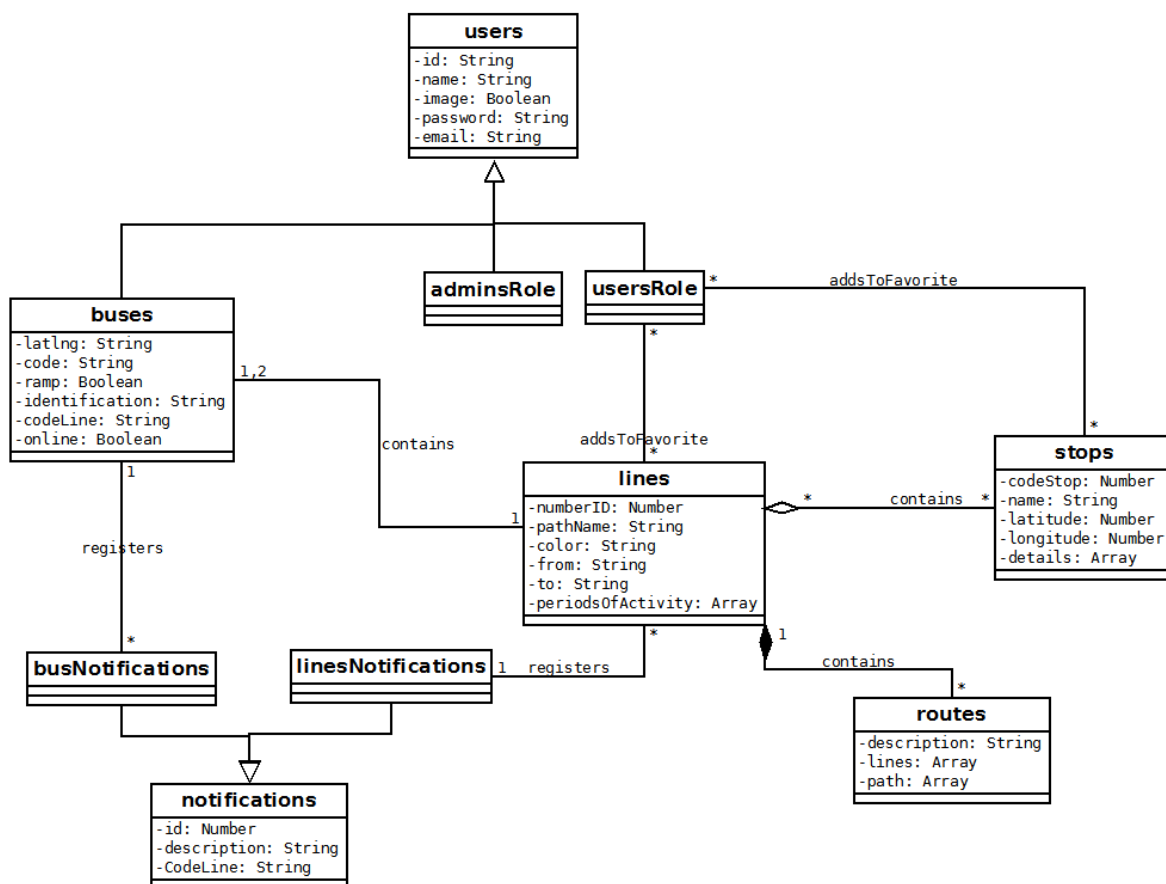 users
-id: String
-name: String
-image: Boolean
-password: String
-email: String
adminsRole
usersRole
*
addsToFavorite
buses
-latlng: String
-code: String
-ramp: Boolean
-identification: String
-codeLine: String
-online: Boolean
1,2
contains
*
addsToFavorite
*
*
stops
-codeStop: Number
-name: String
-latitude: Number
-longitude: Number
-details: Array
1
registers
*
lines
-numberID: Number
-pathName: String
-color: String
-from: String
-to: String
-periodsOfActivity: Array
1
* contains *
busNotifications
linesNotifications
1 registers
*
1
contains
*
routes
-description: String
-lines: Array
-path: Array
notifications
-id: Number
-description: String
-CodeLine: String